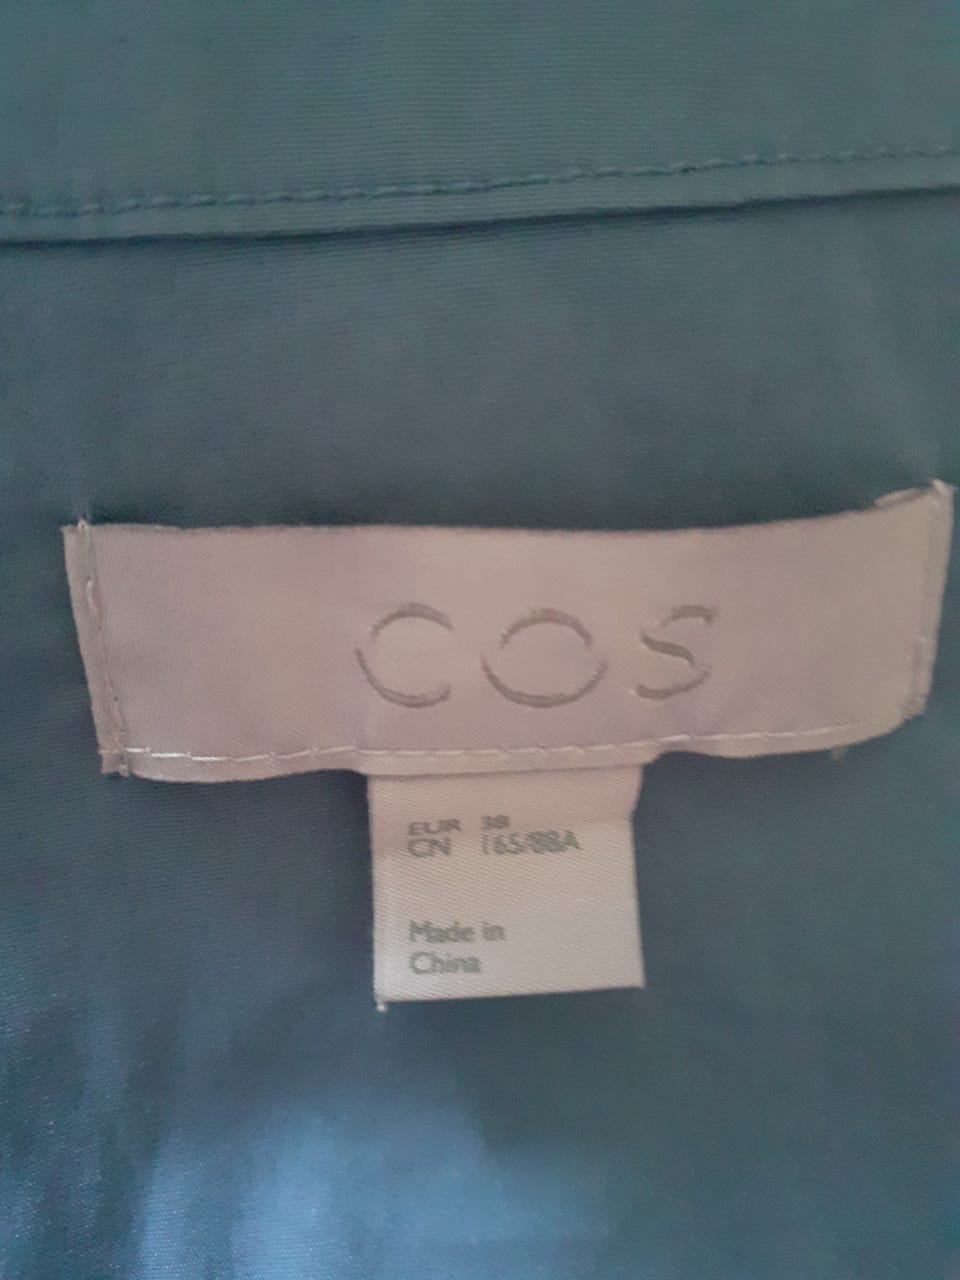 COS
EUR 38
CN 165/88A
Made in
China